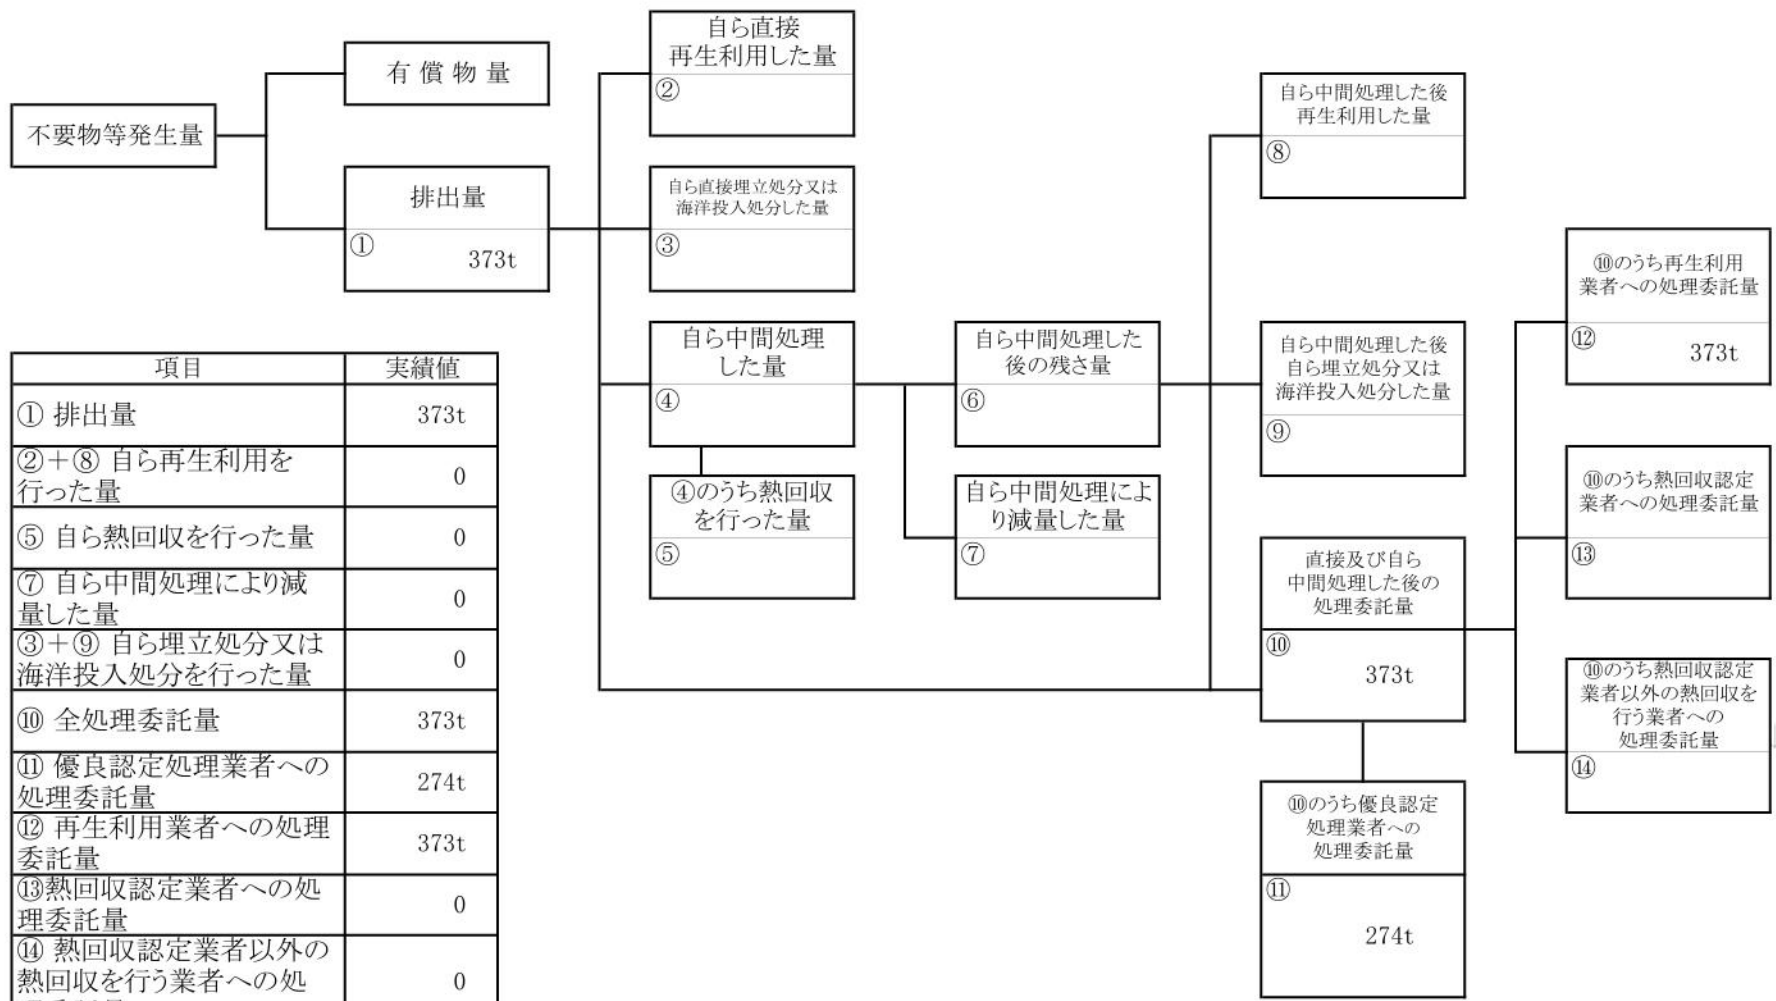 不要物等発生量
有償物量
排出量
①
373t
自ら直接
再生利用した量
②
自ら直接埋立処分又は
海洋投入処分した量
③
自ら中間処理
した量
④
④のうち熱回収
を行った量
⑤
自ら中間処理した
後の残さ量
⑥
自ら中間処理によ
り減量した量
⑦
自ら中間処理した後
再生利用した量
⑧
自ら中間処理した後
自ら埋立処分又は
海洋投入処分した量
⑨
直接及び自ら
中間処理した後の
処理委託量
⑩
373t
⑩のうち優良認定
処理業者への
処理委託量
⑪
274t
⑩のうち再生利用
業者への処理委託量
⑫
373t
⑩のうち熱回収認定
業者への処理委託量
⑬
⑩のうち熱回収認定
業者以外の熱回収を
行う業者への
処理委託量
⑭
項目 実績値
① 排出量 373t
②+⑧ 自ら再生利用を
行った量 0
⑤ 自ら熱回収を行った量 0
⑦ 自ら中間処理により減
量した量 0
③+⑨ 自ら埋立処分又は
海洋投入処分を行った量 0
⑩ 全処理委託量 373t
⑪ 優良認定処理業者への
処理委託量 274t
⑫ 再生利用業者への処理
委託量 373t
⑬熱回収認定業者への処
理委託量 0
⑭ 熱回収認定業者以外の
熱回収を行う業者への処 0